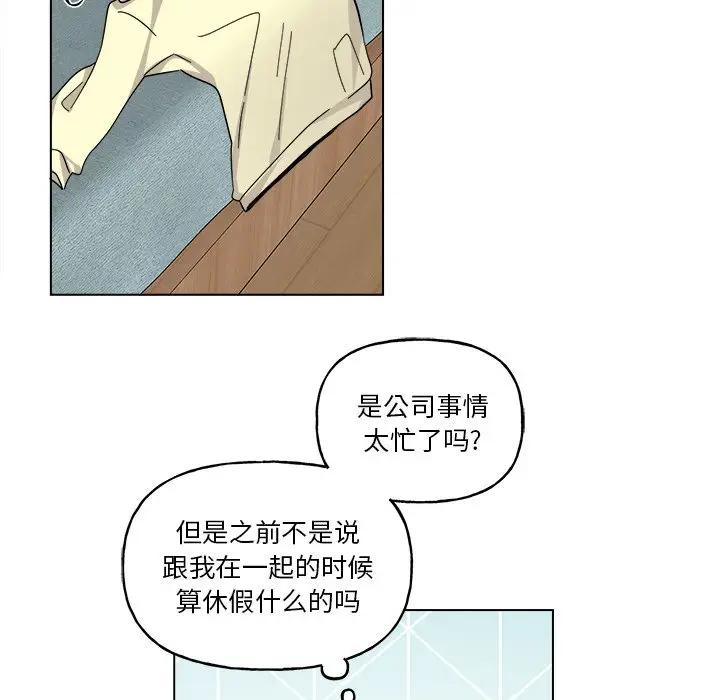 是公司事情
太忙了吗?
但是之前不是说
跟我在一起的时候
算休假什么的吗